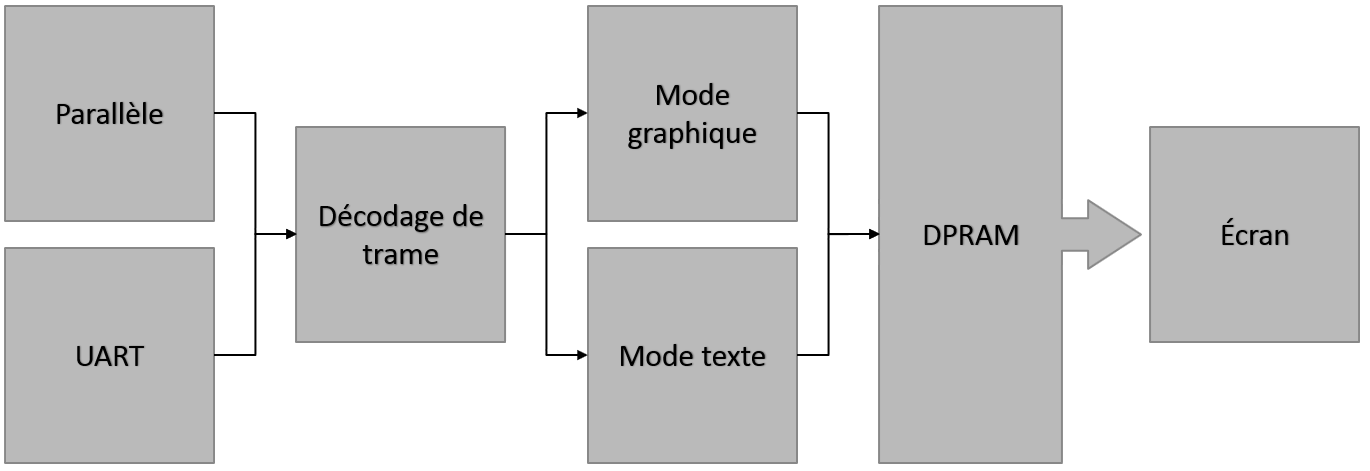 Parallèle
UART
Décodage de
trame
Mode
graphique
Mode texte
DPRAM
Écran